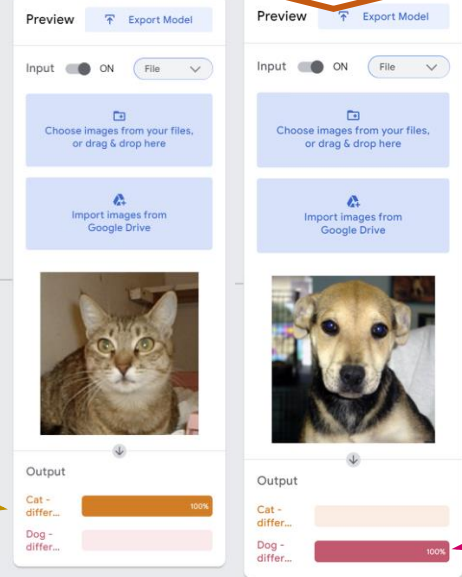 Preview
Export Model
Input
ON
File
Choose images from your files,
or drag & drop here
Import images from
Google Drive
Output
Cat -
differ...
100%
Dog -
differ...
Preview
Export Model
Input
ON
File
Choose images from your files,
or drag & drop here
Import images from
Google Drive
Output
Cat -
differ...
Dog -
differ...
100%